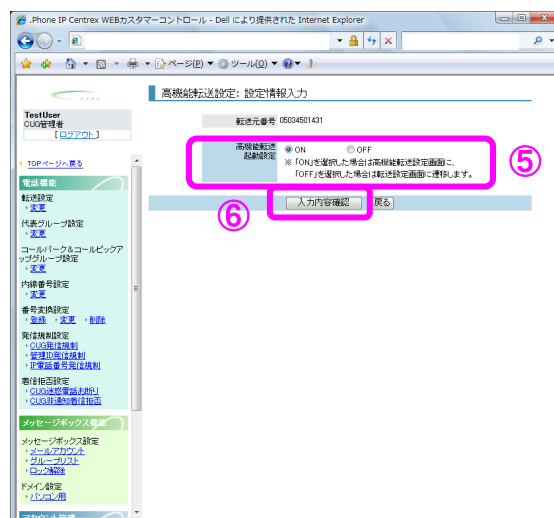 .Phone IP Centrex WEBカスタマーコントロール - Dell により提供された Internet Explorer
ページ(P)
ツール(O)
高機能転送設定：設定情報入力
TestUser
CUG管理者
[ログアウト]
TOPページへ戻る
電話機能
転送設定
変更
代表グループ設定
変更
コールパーク&コールピックア
ップグループ設定
変更
内線番号設定
変更
番号変換設定
登録 変更 削除
発信規制設定
CUG発信規制
管理ID発信規制
IP電話番号発信規制
着信拒否設定
CUG迷惑電話お断り
CUG非通知着信拒否
メッセージボックス機能
メッセージボックス設定
メールアカウント
グループリスト
ロック解除
ドメイン設定
パソコン用
アカウント管理
転送元番号 05034501431
高機能転送
起動設定
ON OFF
※「ON」を選択した場合は高機能転送設定画面に、
「OFF」を選択した場合は転送設定画面に遷移します。
⑤
入力内容確認 戻る
⑥